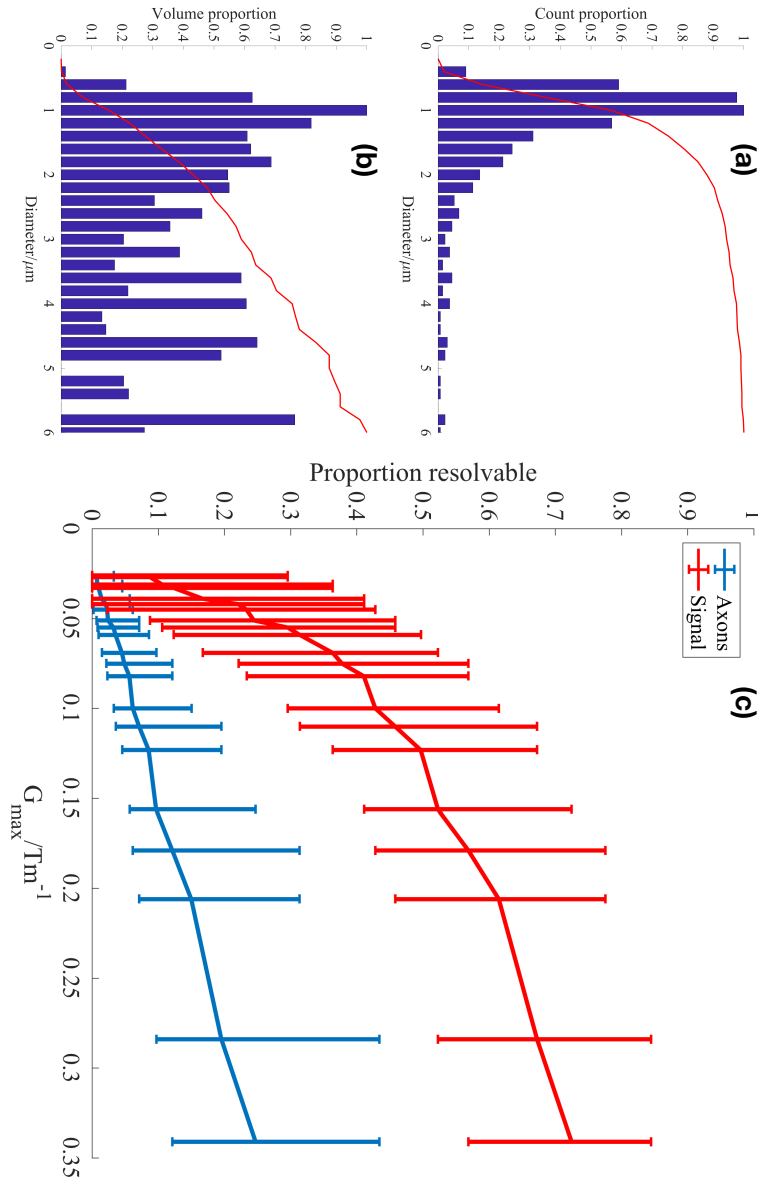 (a)
Count proportion
1
0.9
0.8
0.7
0.6
0.5
0.4
0.3
0.2
0.1
0
0 1 2 3 4 5 6
Diameter/μm
(b)
Volume proportion
1
0.9
0.8
0.7
0.6
0.5
0.4
0.3
0.2
0.1
0
0 1 2 3 4 5 6
Diameter/μm
(c)
Axons
Signal
Proportion resolvable
1
0.9
0.8
0.7
0.6
0.5
0.4
0.3
0.2
0.1
0
0 0.05 0.1 0.15 0.2 0.25 0.3 0.35
Gmax/Tm-1